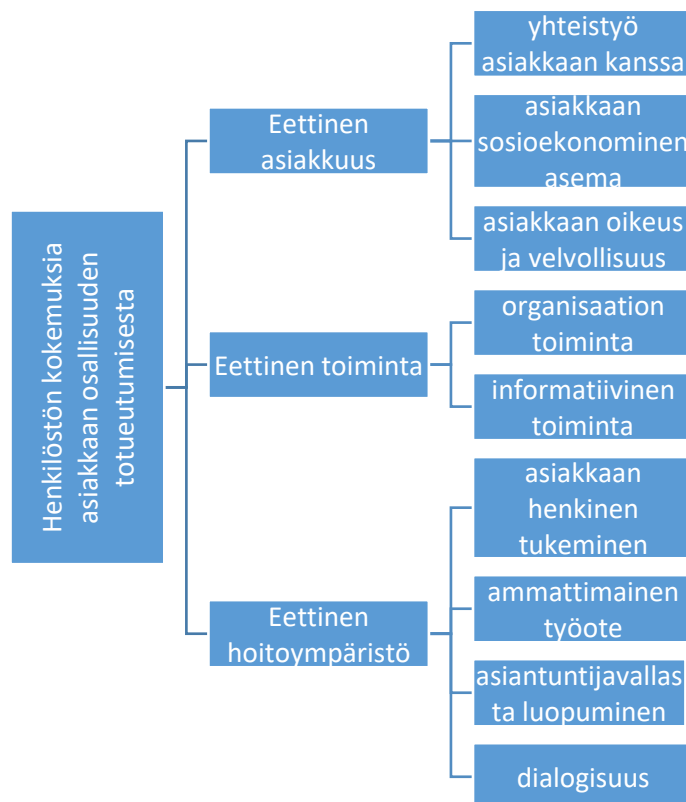 Henkilöstön kokemuksia
asiakkaan osallisuuden
totueutumisesta
Eettinen
asiakkuus
yhteistyö
asiakkaan kanssa
asiakkaan
sosioekonominen
asema
asiakkaan oikeus
ja velvollisuus
Eettinen toiminta
organisaation
toiminta
informatiivinen
toiminta
Eettinen
hoitoympäristö
asiakkaan
henkinen
tukeminen
ammattimainen
työote
asiantuntijavallas
ta luopuminen
dialogisuus